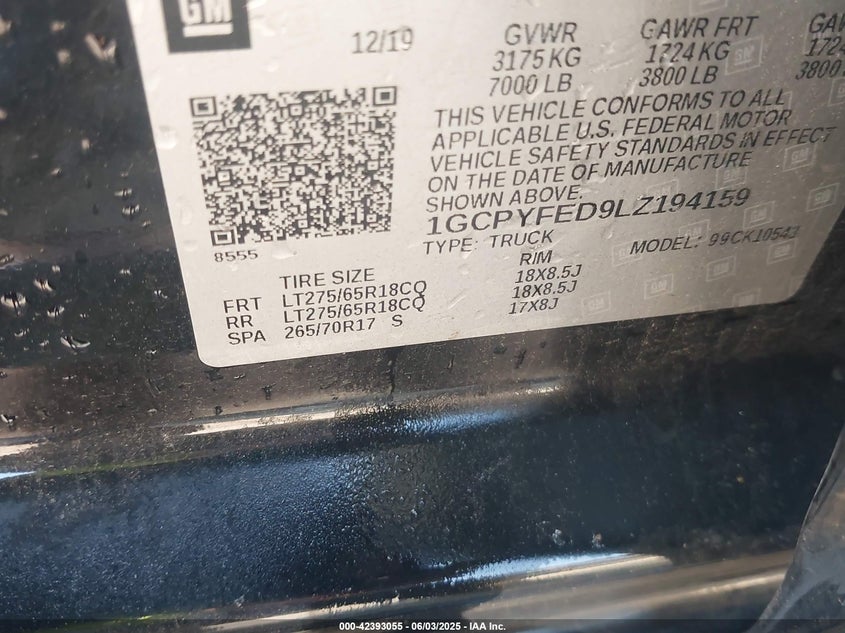 GM
12/19
GVWR
3175 KG
7000 LB
GAWR FRT
1724 KG
3800 LB
1724
3800
THIS VEHICLE CONFORMS TO ALL
APPLICABLE U.S. FEDERAL MOTOR
VEHICLE SAFETY STANDARDS IN EFFECT
ON THE DATE OF MANUFACTURE
SHOWN ABOVE.
1GCPYFED9LZ194159
TYPE: TRUCK
MODEL: 99CK10543
8555
TIRE SIZE
RIM
FRT LT275/65R18CQ 18X8.5J
RR LT275/65R18CQ 18X8.5J
SPA 265/70R17 S 17X8J
000-42393055 - 06/03/2025 - IAA Inc.